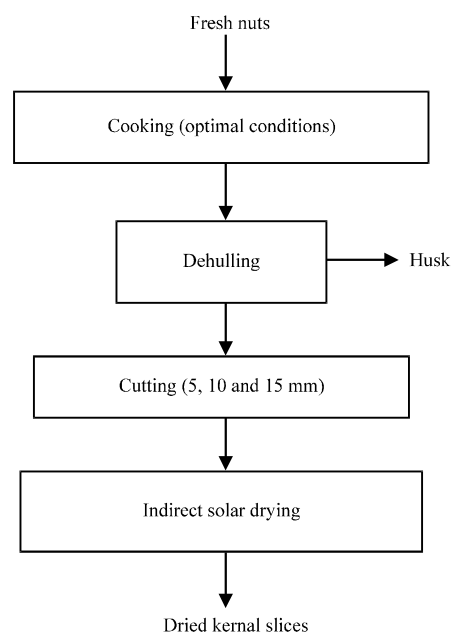 Fresh nuts
Cooking (optimal conditions)
Dehulling
Husk
Cutting (5, 10 and 15 mm)
Indirect solar drying
Dried kernal slices